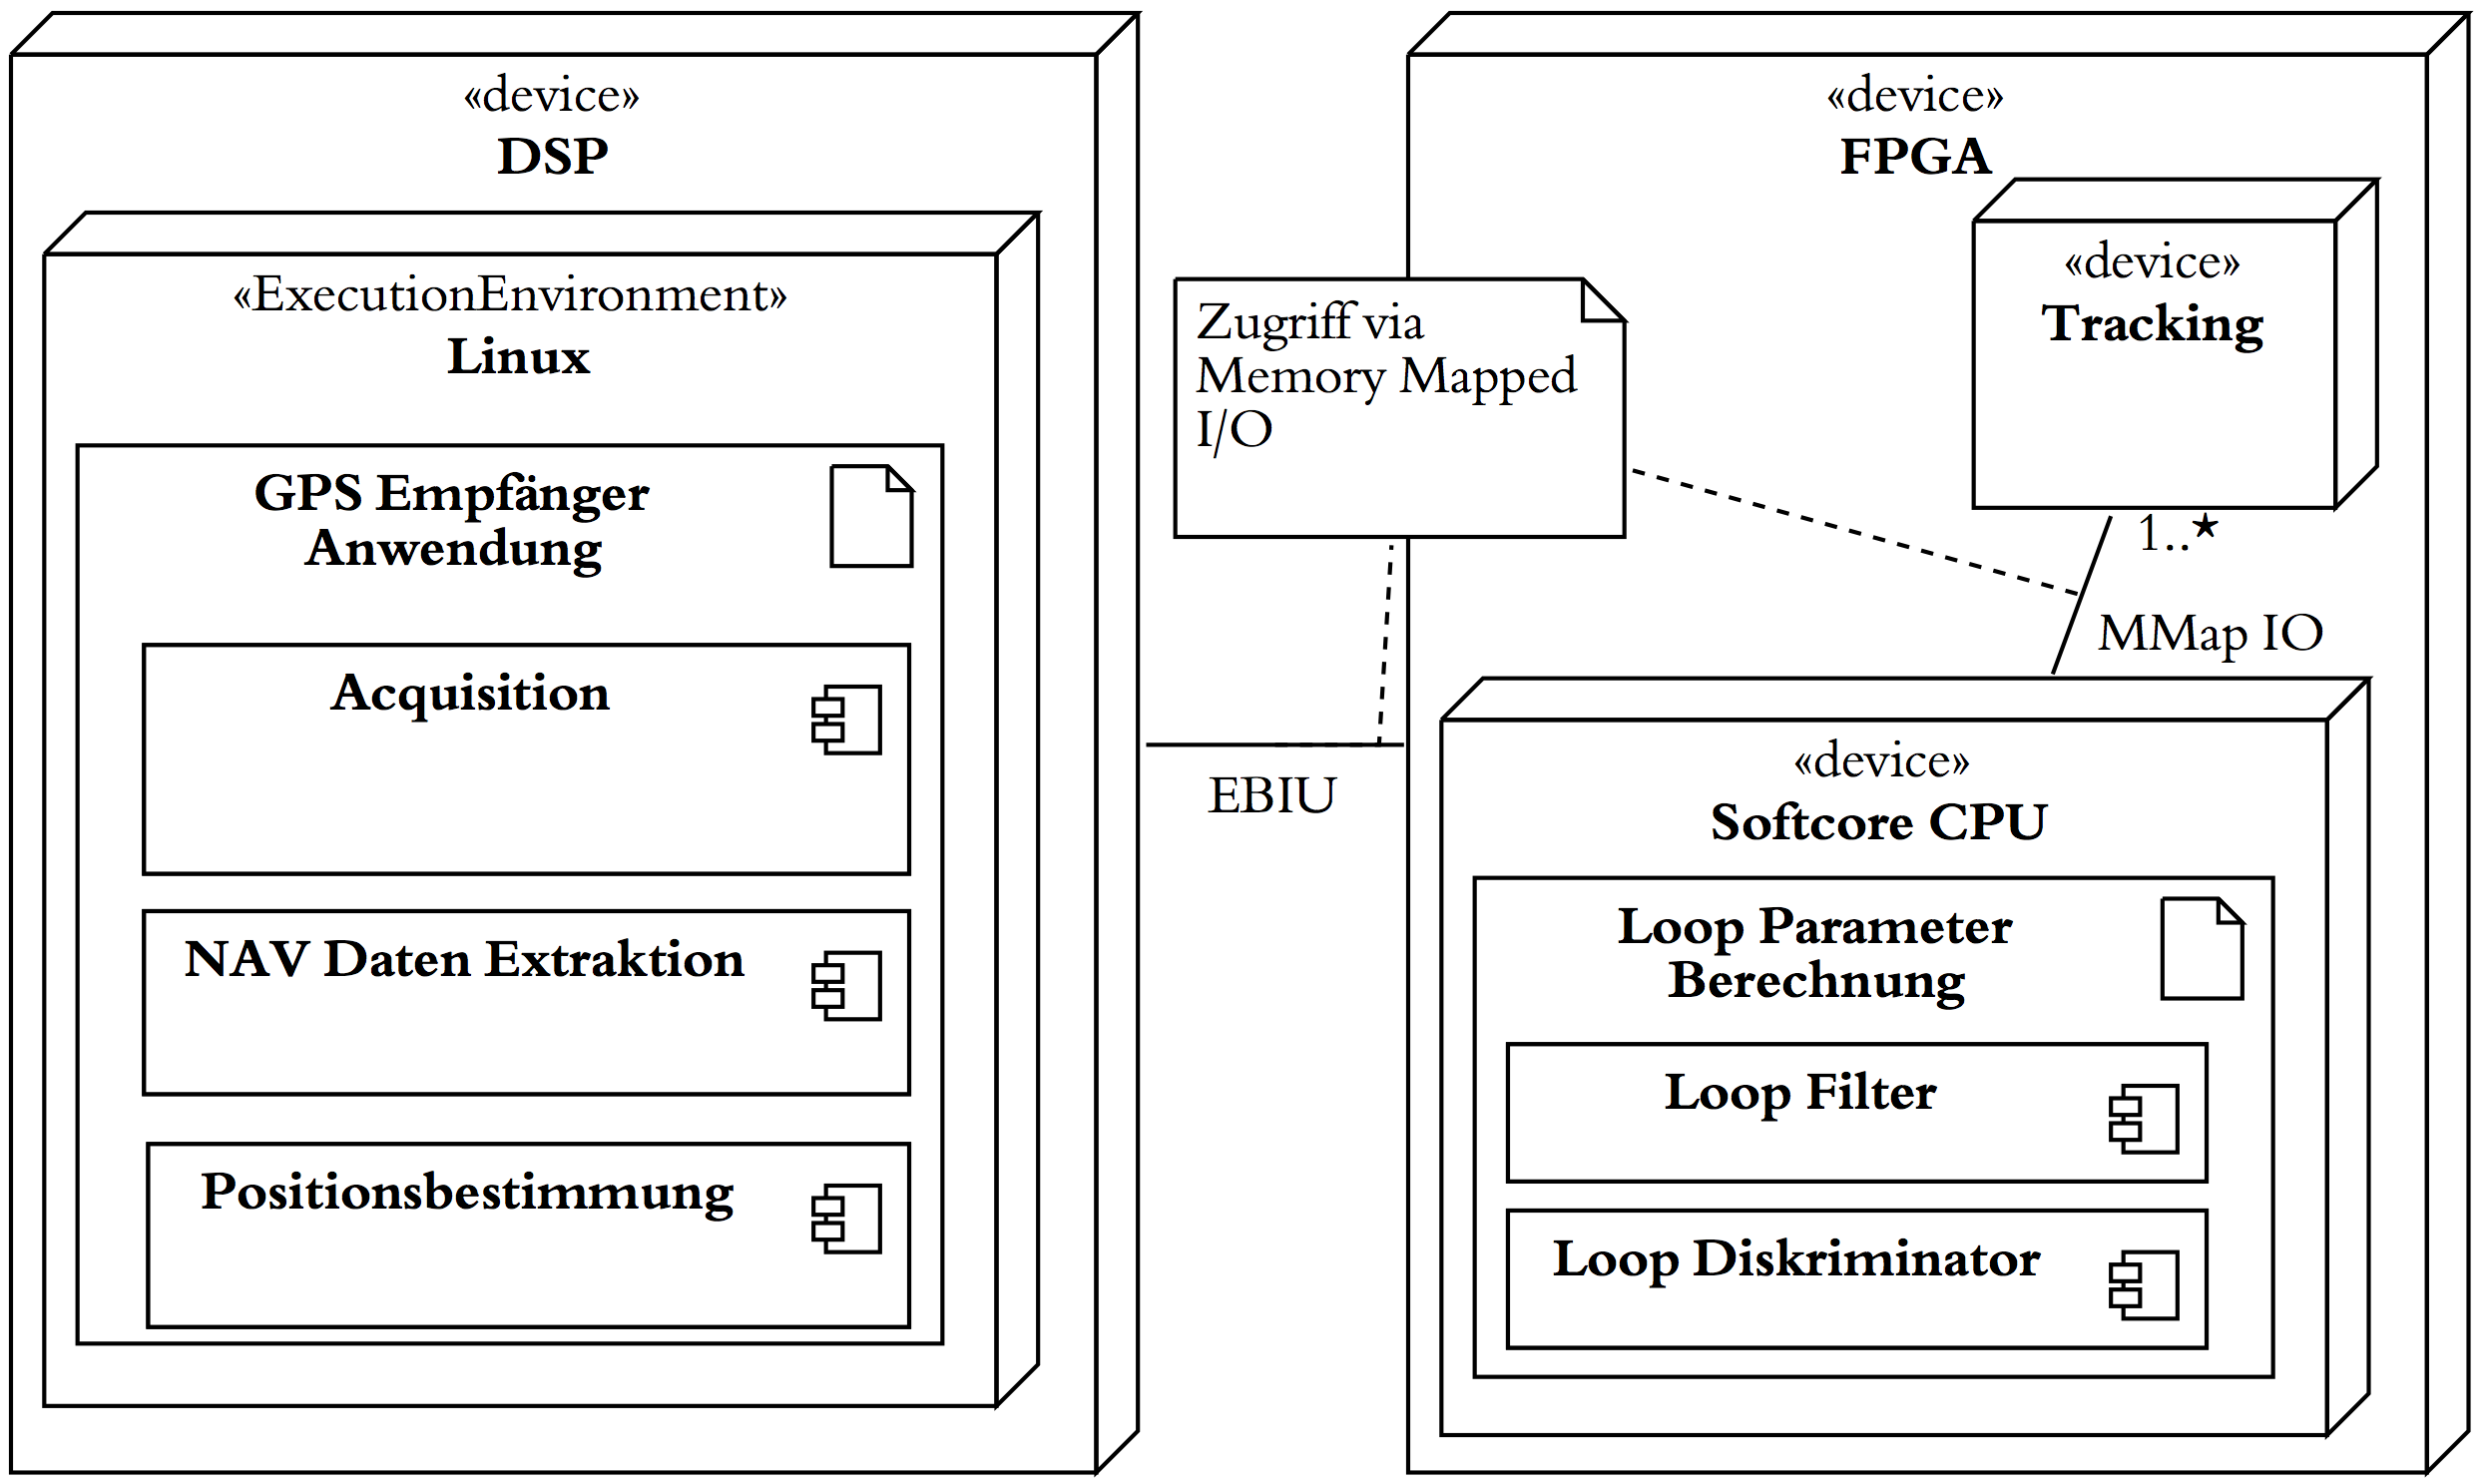 «device»
DSP
«ExecutionEnvironment»
Linux
GPS Empfänger
Anwendung
Acquisition
NAV Daten Extraktion
Positionsbestimmung
Zugriff via
Memory Mapped
I/O
EBIU
«device»
FPGA
«device»
Tracking
1..★
MMap IO
«device»
Softcore CPU
Loop Parameter
Berechnung
Loop Filter
Loop Diskriminator